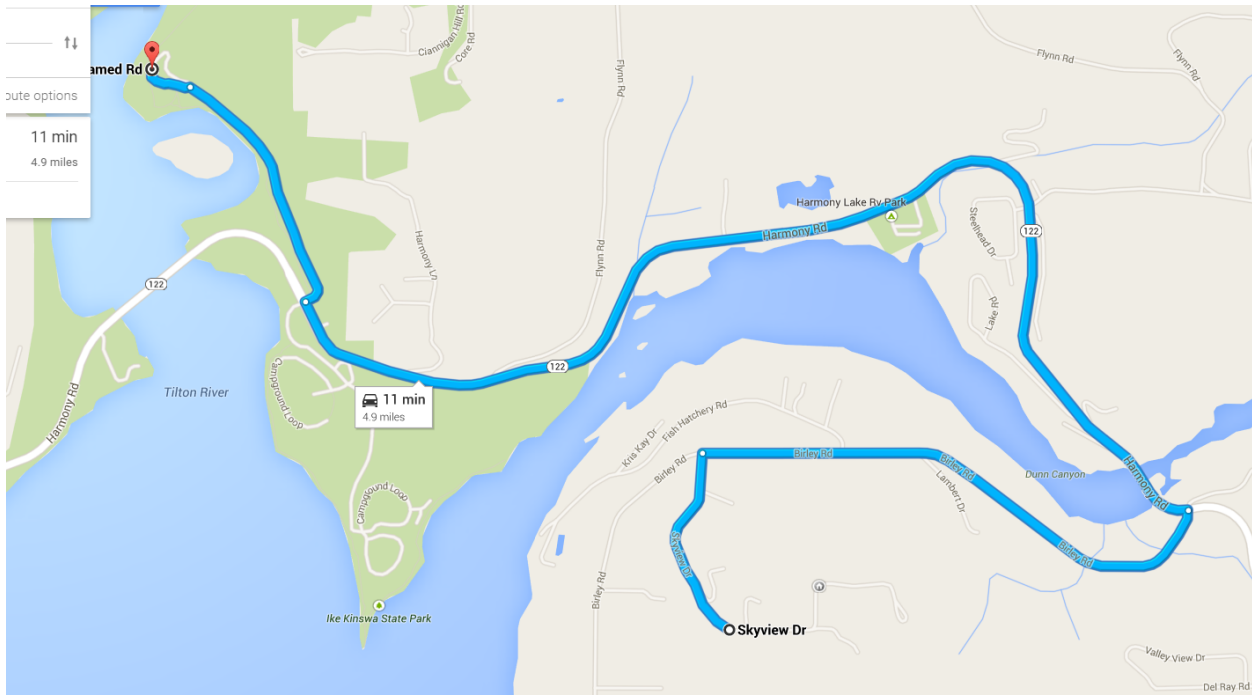 amed Rd
oute options
11 min
4.9 miles
Ciannigan Hill Rd
Core Rd
Flynn Rd
Flynn Rd
Flynn Rd
Harmony Lake Rv Park
Harmony Rd
Steelhead Dr
122
122
Harmony Ln
Flynn Rd
Lake Rd
122
11 min
4.9 miles
Tilton River
Campground Loop
Harmony Rd
Kris Kay Dr
Fish Hatchery Rd
Birley Rd
Birley Rd
Birley Rd
Lambert Dr
Dunn Canyon
Harmony Rd
Campground Loop
Skyview Dr
Birley Rd
Birley Rd
Ike Kinswa State Park
Skyview Dr
Valley View Dr
Del Ray Rd